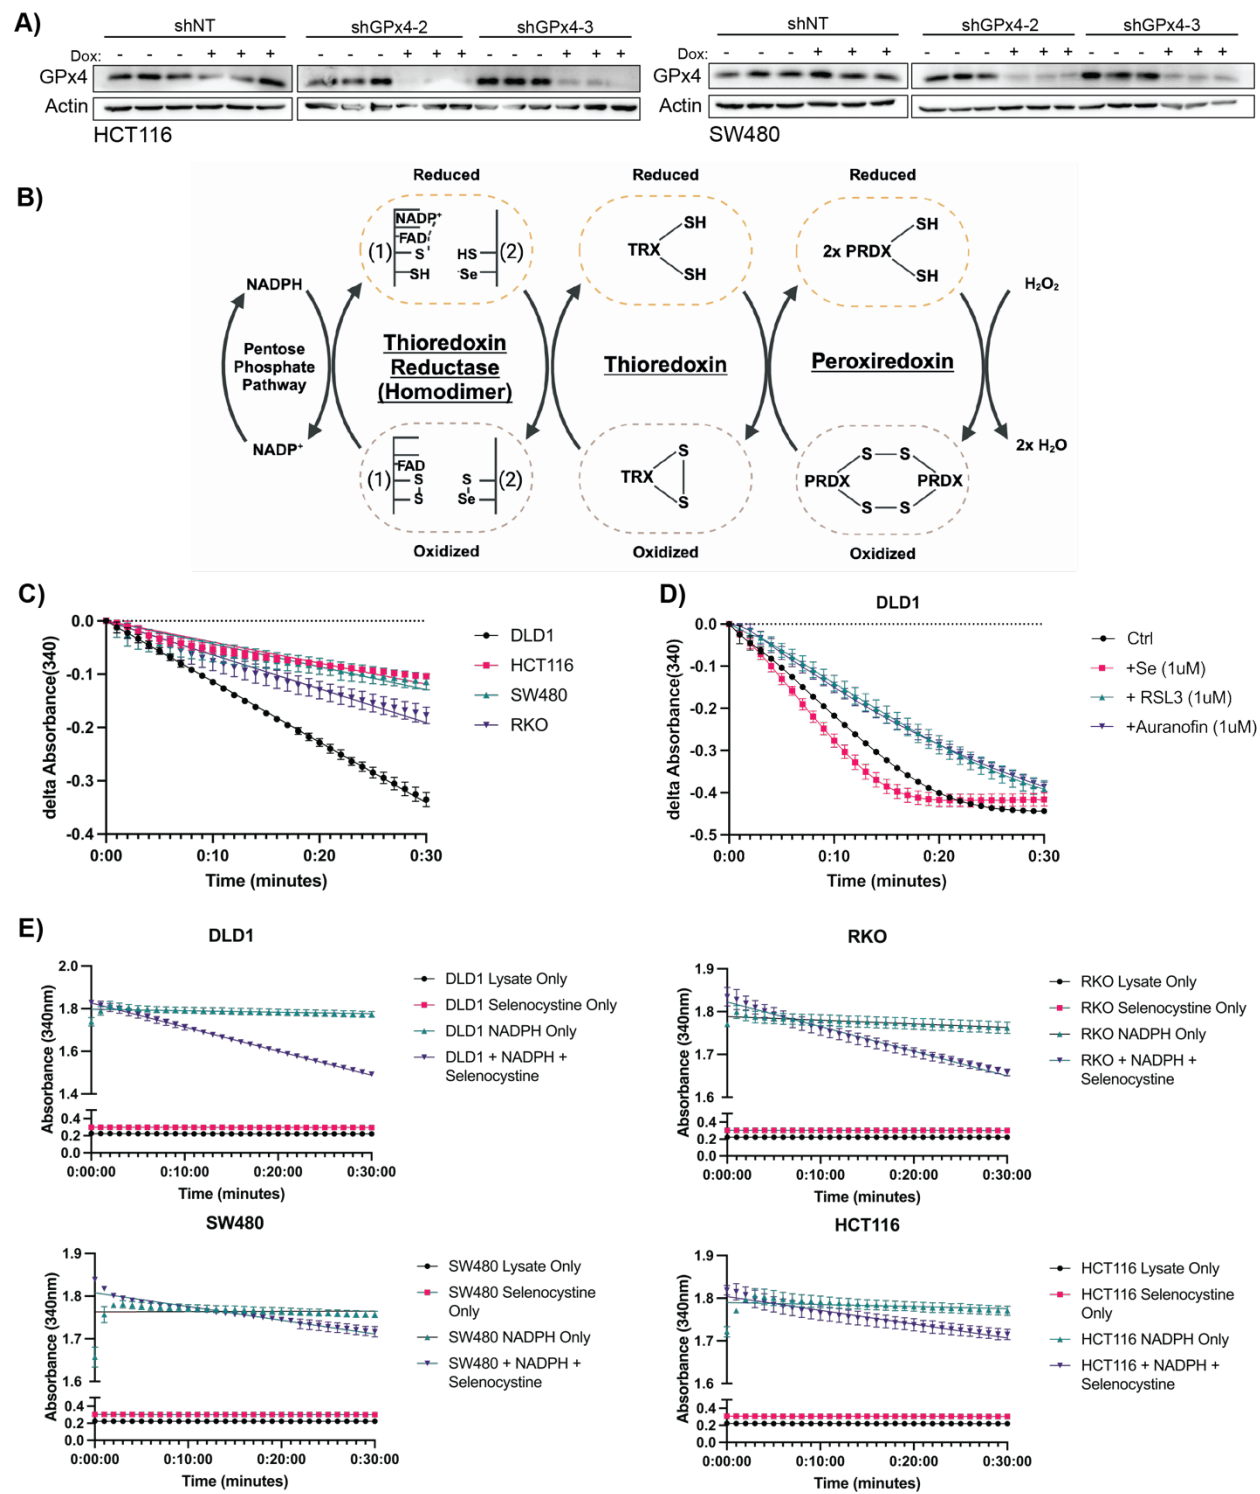 A)
shNT shGPx4-2 shGPx4-3
Dox: - - - + + + - - - + + + - - - + + +
GPx4
Actin
HCT116
shNT shGPx4-2 shGPx4-3
Dox: - - - + + + - - - + + + - - - + + +
GPx4
Actin
SW480
B)
Reduced Reduced Reduced
NADP⁺
FAD
(1) S HS (2)
SH ⁻Se
SH
TRX
SH
SH
2x PRDX
SH
NADPH
H₂O₂
Pentose
Phosphate
Pathway
Thioredoxin
Reductase
(Homodimer)
Thioredoxin
Peroxiredoxin
NADP⁺
2x H₂O
FAD
(1) S S (2)
S Se
S
TRX
S
S S
PRDX PRDX
S S
Oxidized Oxidized Oxidized
C)
delta Absorbance(340)
0.0
-0.1
-0.2
-0.3
-0.4
0:00 0:10 0:20 0:30
Time (minutes)
DLD1
HCT116
SW480
RKO
D)
DLD1
delta Absorbance(340)
0.0
-0.1
-0.2
-0.3
-0.4
-0.5
0:00 0:10 0:20 0:30
Time (minutes)
Ctrl
+Se (1uM)
+ RSL3 (1uM)
+Auranofin (1uM)
E)
DLD1
Absorbance (340nm)
2.0
1.8
1.6
1.4
0.4
0.2
0.0
0:00:00 0:10:00 0:20:00 0:30:00
Time (minutes)
DLD1 Lysate Only
DLD1 Selenocystine Only
DLD1 NADPH Only
DLD1 + NADPH +
Selenocystine
RKO
Absorbance (340nm)
1.9
1.8
1.7
1.6
0.4
0.2
0.0
0:00:00 0:10:00 0:20:00 0:30:00
Time (minutes)
RKO Lysate Only
RKO Selenocystine Only
RKO NADPH Only
RKO + NADPH +
Selenocystine
SW480
Absorbance (340nm)
1.9
1.8
1.7
1.6
0.4
0.2
0.0
0:00:00 0:10:00 0:20:00 0:30:00
Time (minutes)
SW480 Lysate Only
SW480 Selenocystine
Only
SW480 NADPH Only
SW480 + NADPH +
Selenocystine
HCT116
Absorbance (340nm)
1.9
1.8
1.7
1.6
0.4
0.2
0.0
0:00:00 0:10:00 0:20:00 0:30:00
Time (minutes)
HCT116 Lysate Only
HCT116 Selenocystine
Only
HCT116 NADPH Only
HCT116 + NADPH +
Selenocystine